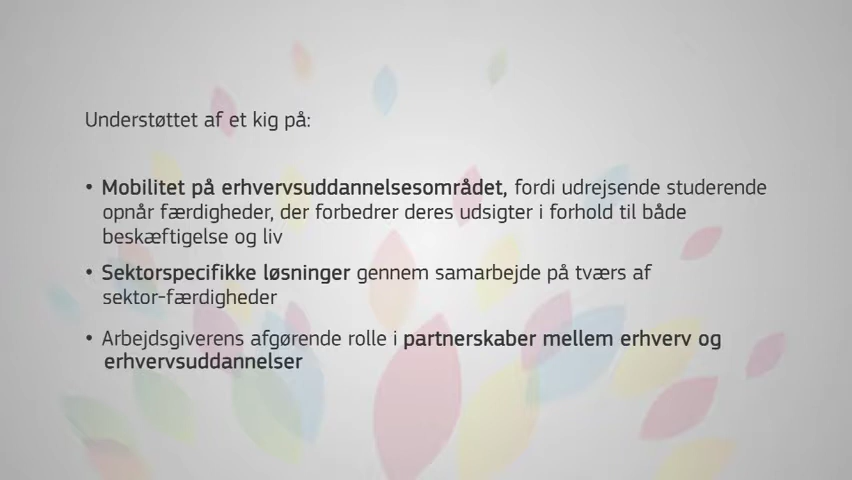 Understøttet af et kig på:
• Mobilitet på erhvervsuddannelsesområdet, fordi udrejsende studerende
opnår færdigheder, der forbedrer deres udsigter i forhold til både
beskæftigelse og liv
• Sektorspecifikke løsninger gennem samarbejde på tværs af
sektor-færdigheder
• Arbejdsgiverens afgørende rolle i partnerskaber mellem erhverv og
erhvervsuddannelser